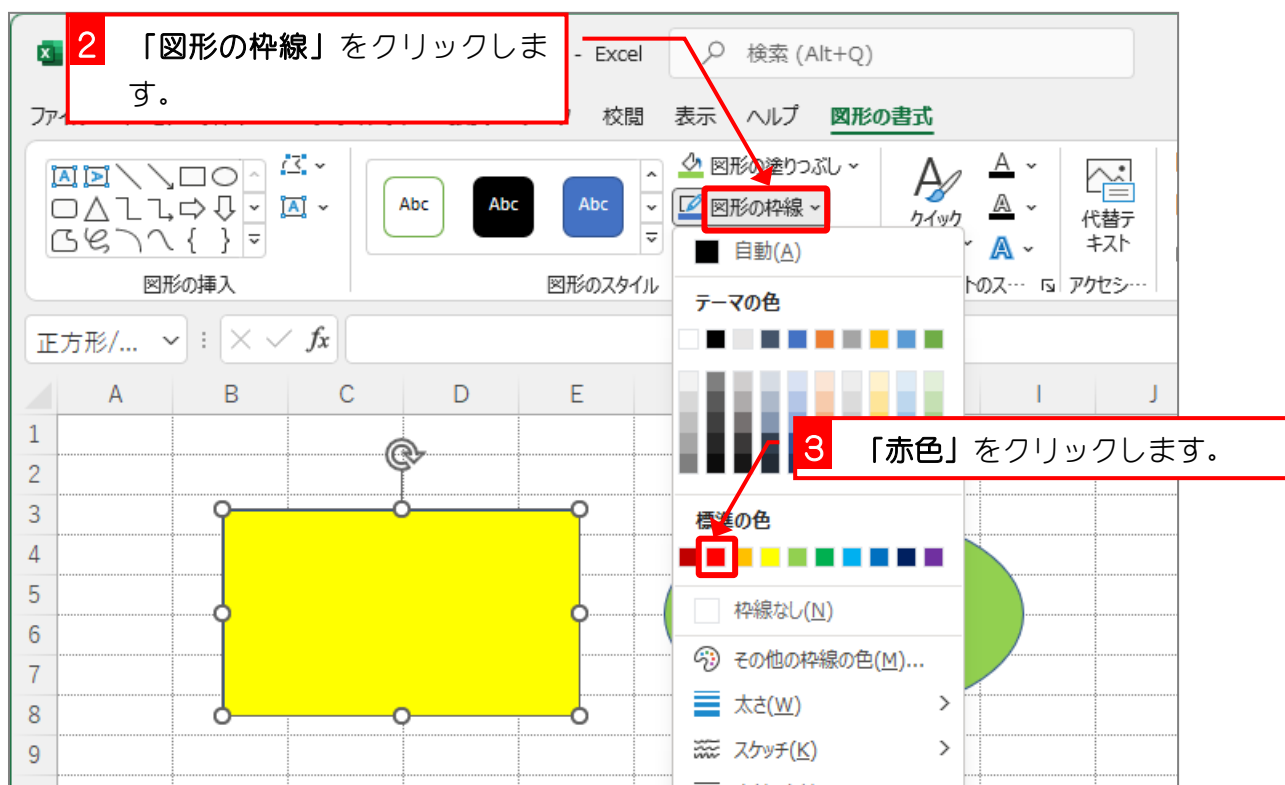 2 「図形の枠線」をクリックしま
す。
- Excel
検索 (Alt+Q)
校閲 表示 ヘルプ 図形の書式
図形の塗りつぶし
図形の枠線
Abc Abc Abc
A
クイック
代替テ
キスト
図形の挿入
図形のスタイル
アクセシ…
自動(A)
テーマの色
正方形/...
fx
A B C D E I J
1
2
3
4
5
6
7
8
9
3 「赤色」をクリックします。
標準の色
枠線なし(N)
その他の枠線の色(M)...
太さ(W)
スケッチ(K)